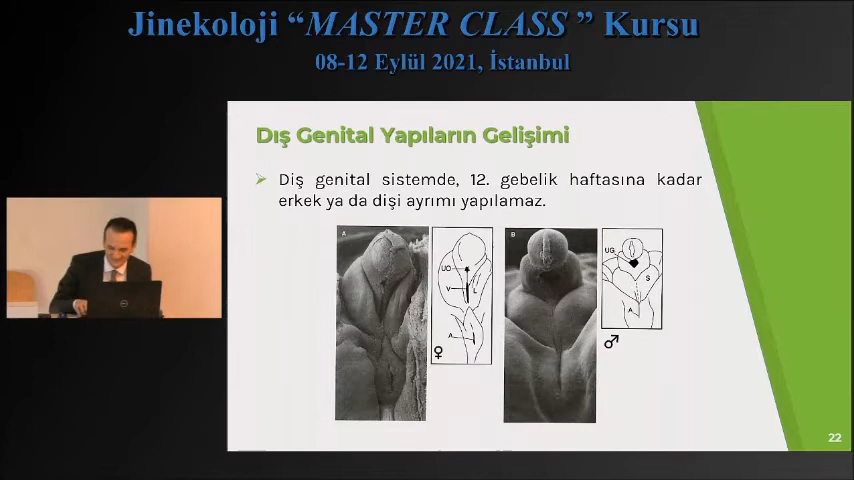 Jinekoloji “MASTER CLASS ” Kursu
08-12 Eylül 2021, İstanbul
Dış Genital Yapıların Gelişimi
Diş genital sistemde, 12. gebelik haftasına kadar
erkek ya da dişi ayrımı yapılamaz.
A
B
UO
V
A
♀
UG
S
A
♂
22